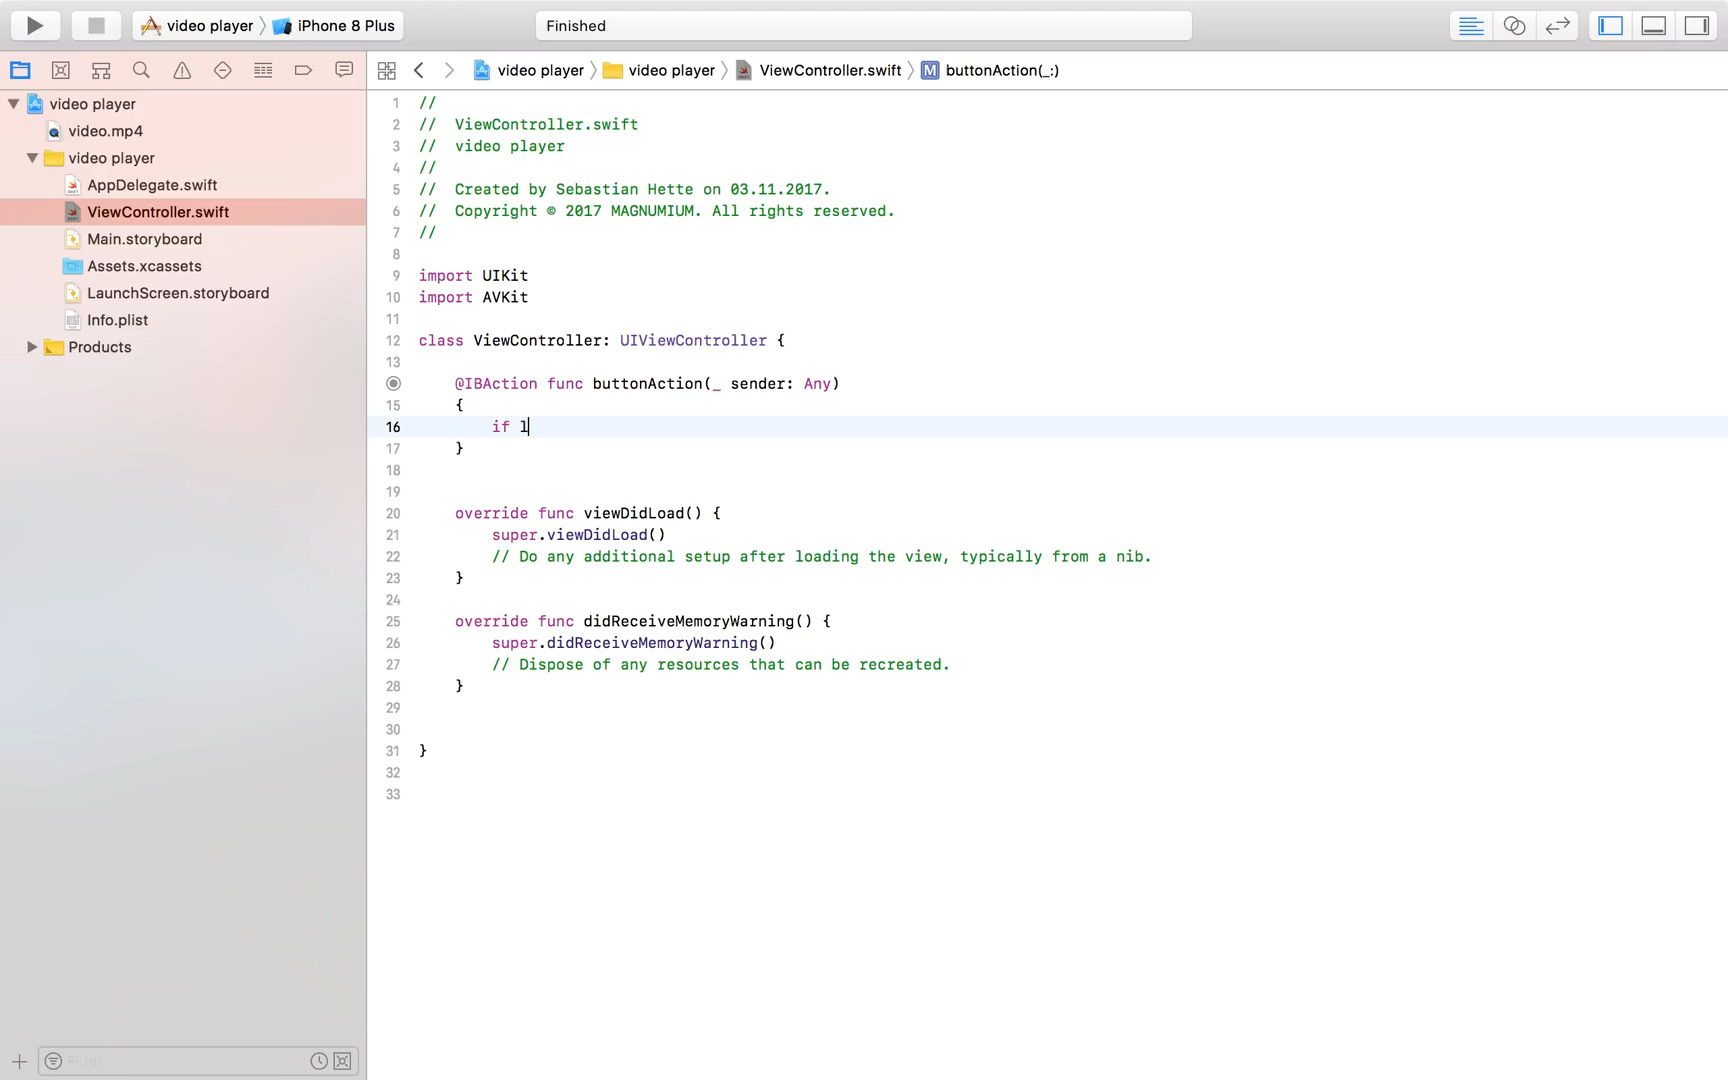 video player
iPhone 8 Plus
Finished
video player
video player
ViewController.swift
M
buttonAction(_:)
video player
video.mp4
video player
AppDelegate.swift
ViewController.swift
Main.storyboard
Assets.xcassets
LaunchScreen.storyboard
Info.plist
Products
Filter
1 //
2 //  ViewController.swift
3 //  video player
4 //
5 //  Created by Sebastian Hette on 03.11.2017.
6 //  Copyright © 2017 MAGNUMIUM. All rights reserved.
7 //
8
9 import UIKit
10 import AVKit
11
12 class ViewController: UIViewController {
13
@IBAction func buttonAction(_ sender: Any)
15 {
16 if l
17 }
18
19
20 override func viewDidLoad() {
21 super.viewDidLoad()
22 // Do any additional setup after loading the view, typically from a nib.
23 }
24
25 override func didReceiveMemoryWarning() {
26 super.didReceiveMemoryWarning()
27 // Dispose of any resources that can be recreated.
28 }
29
30
31 }
32
33